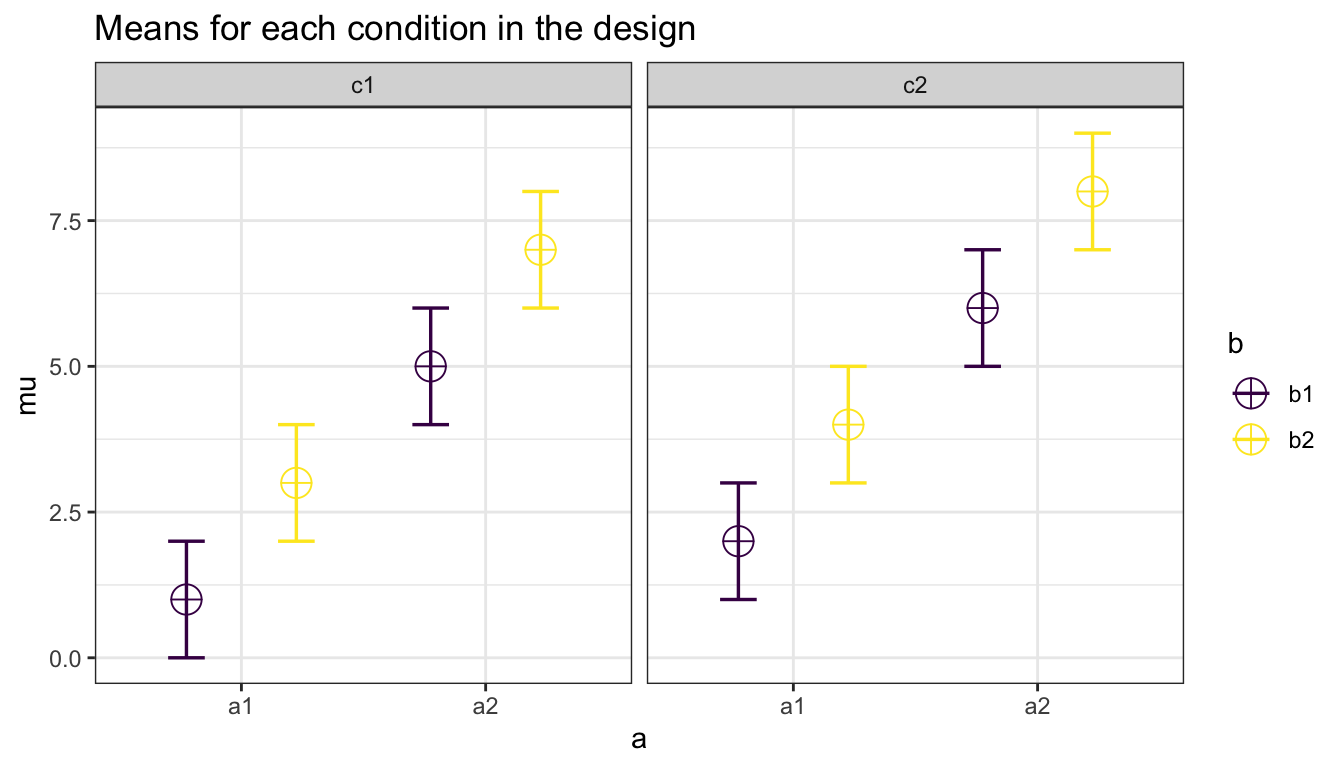 Means for each condition in the design
c1
c2
7.5
5.0
2.5
0.0
mu
a1
a2
a1
a2
a
b
b1
b2